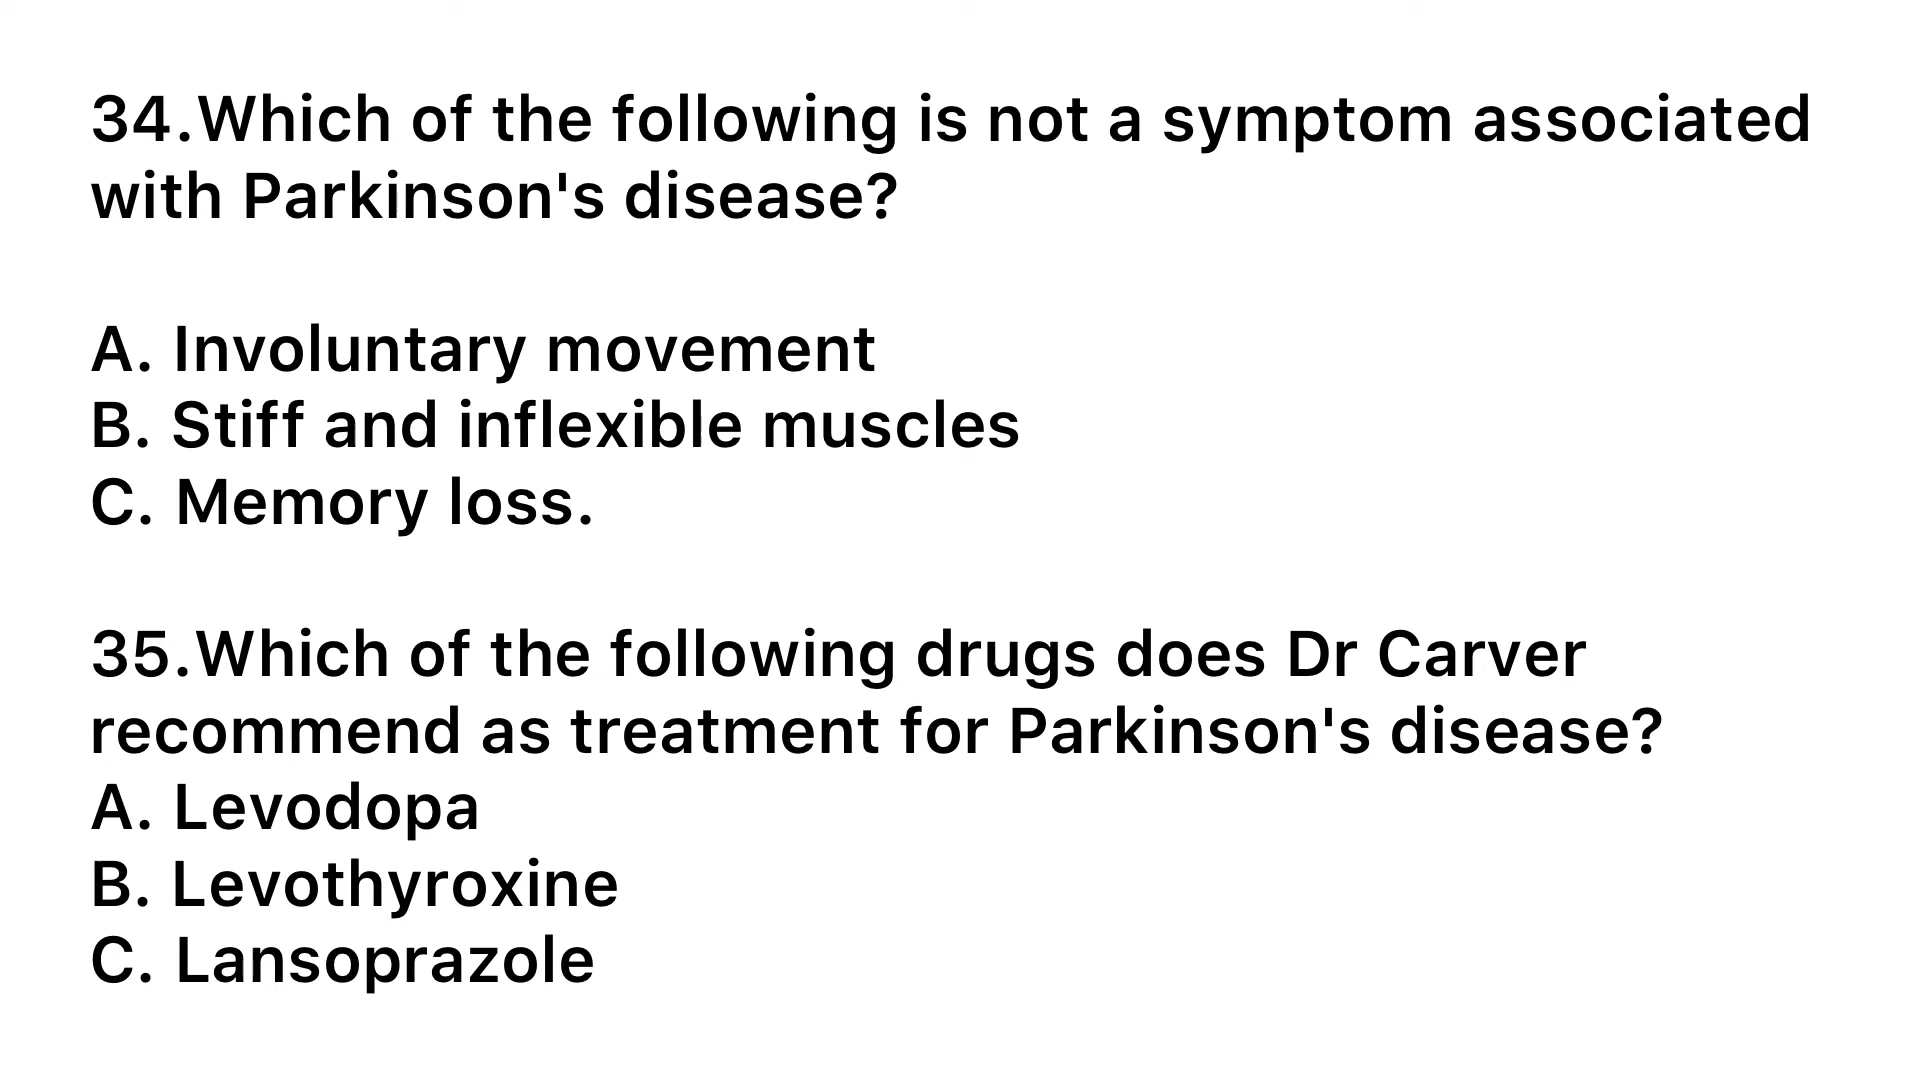 34.Which of the following is not a symptom associated
with Parkinson's disease?
A. Involuntary movement
B. Stiff and inflexible muscles
C. Memory loss.
35.Which of the following drugs does Dr Carver
recommend as treatment for Parkinson's disease?
A. Levodopa
B. Levothyroxine
C. Lansoprazole